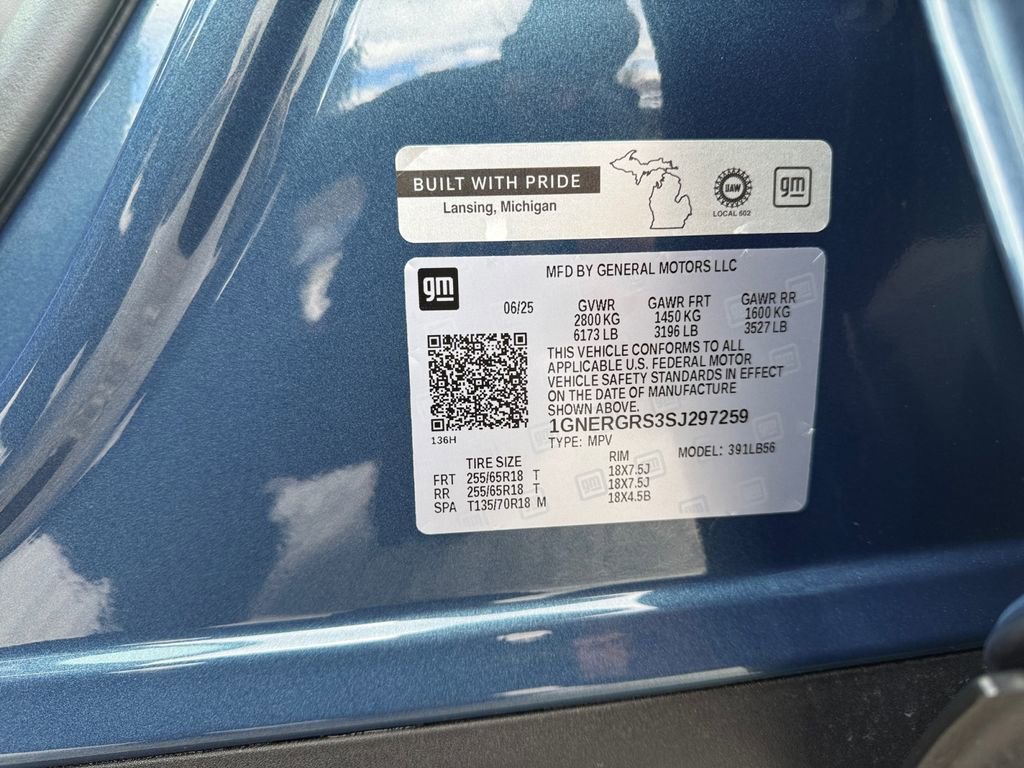 BUILT WITH PRIDE
Lansing, Michigan
UAW
LOCAL 602
gm
gm
MFD BY GENERAL MOTORS LLC
06/25
GVWR
2800 KG
6173 LB
GAWR FRT
1450 KG
3196 LB
GAWR RR
1600 KG
3527 LB
THIS VEHICLE CONFORMS TO ALL
APPLICABLE U.S. FEDERAL MOTOR
VEHICLE SAFETY STANDARDS IN EFFECT
ON THE DATE OF MANUFACTURE
SHOWN ABOVE.
1GNERGRS3SJ297259
136H
TYPE: MPV
MODEL: 391LB56
TIRE SIZE RIM
FRT 255/65R18 T 18X7.5J
RR 255/65R18 T 18X7.5J
SPA T135/70R18 M 18X4.5B